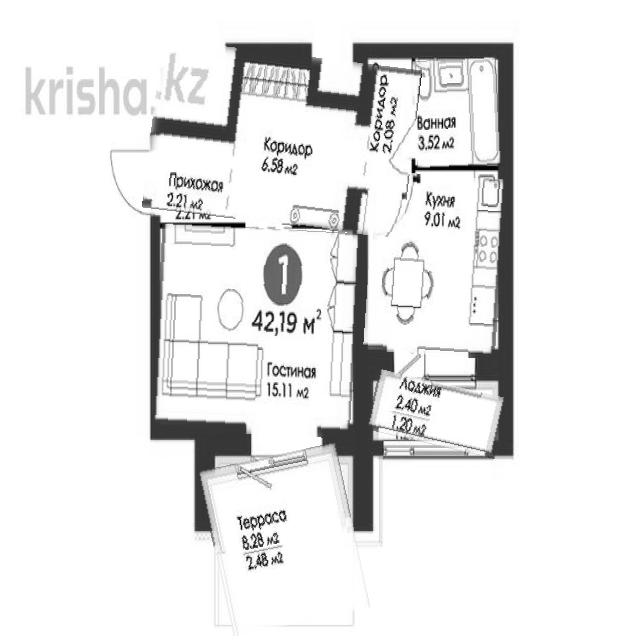 krisha.kz
Коридор
2.08 м2
Ванная
3.52 м2
Коридор
6.58 м2
Прихожая
2.21 м2
2.21 м2
Кухня
9.01 м2
1
42,19 м²
Гостиная
15.11 м2
Лоджия
2.40 м2
1.20 м2
Терраса
8.28 м2
2.48 м2